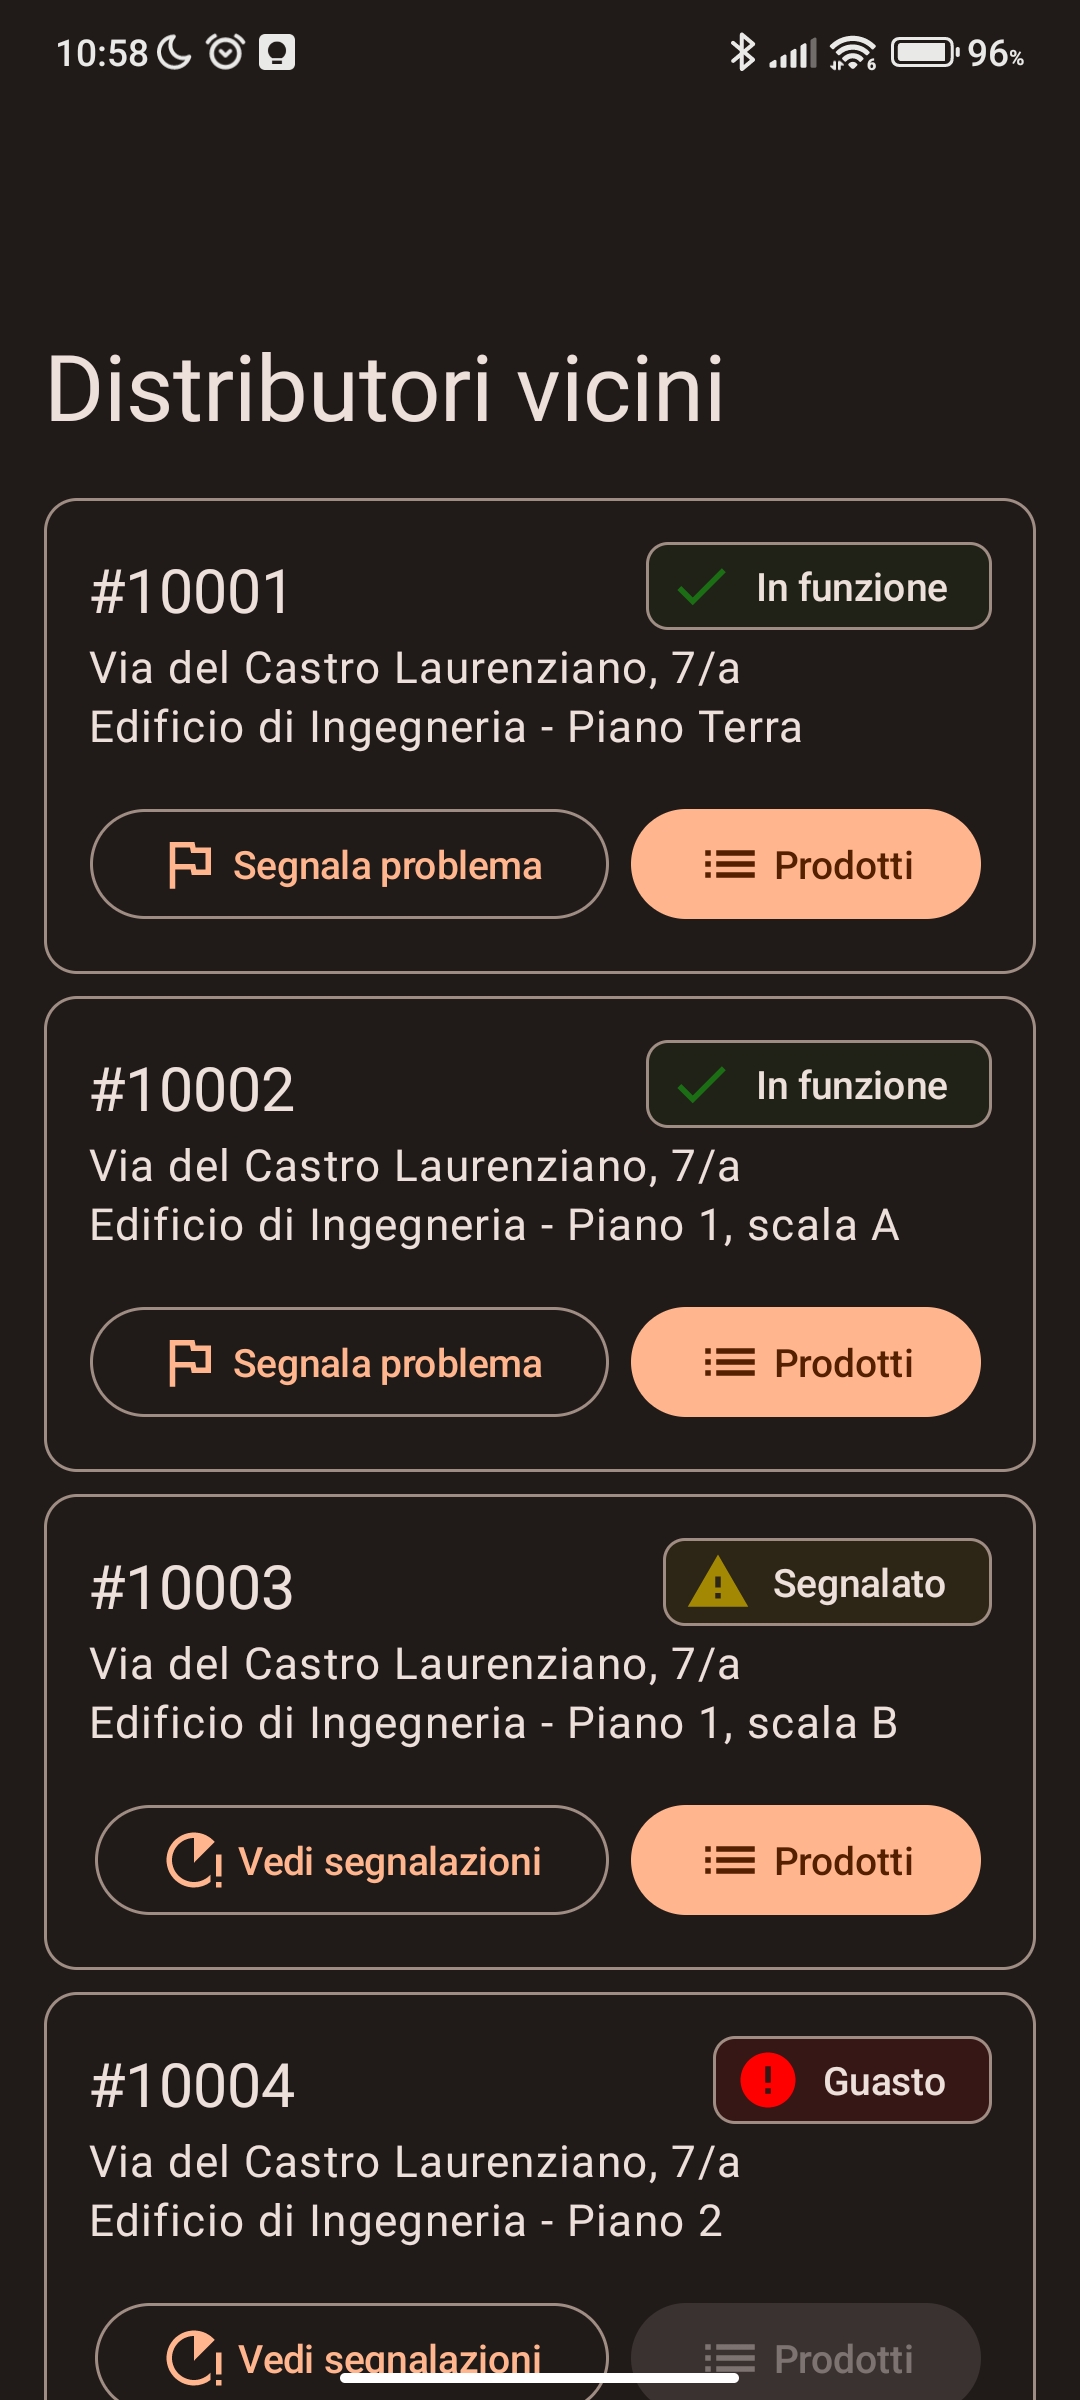 10:58
6
96%
Distributori vicini
#10001
In funzione
Via del Castro Laurenziano, 7/a
Edificio di Ingegneria - Piano Terra
Segnala problema
Prodotti
#10002
In funzione
Via del Castro Laurenziano, 7/a
Edificio di Ingegneria - Piano 1, scala A
Segnala problema
Prodotti
#10003
Segnalato
Via del Castro Laurenziano, 7/a
Edificio di Ingegneria - Piano 1, scala B
Vedi segnalazioni
Prodotti
#10004
Guasto
Via del Castro Laurenziano, 7/a
Edificio di Ingegneria - Piano 2
Vedi segnalazioni
Prodotti